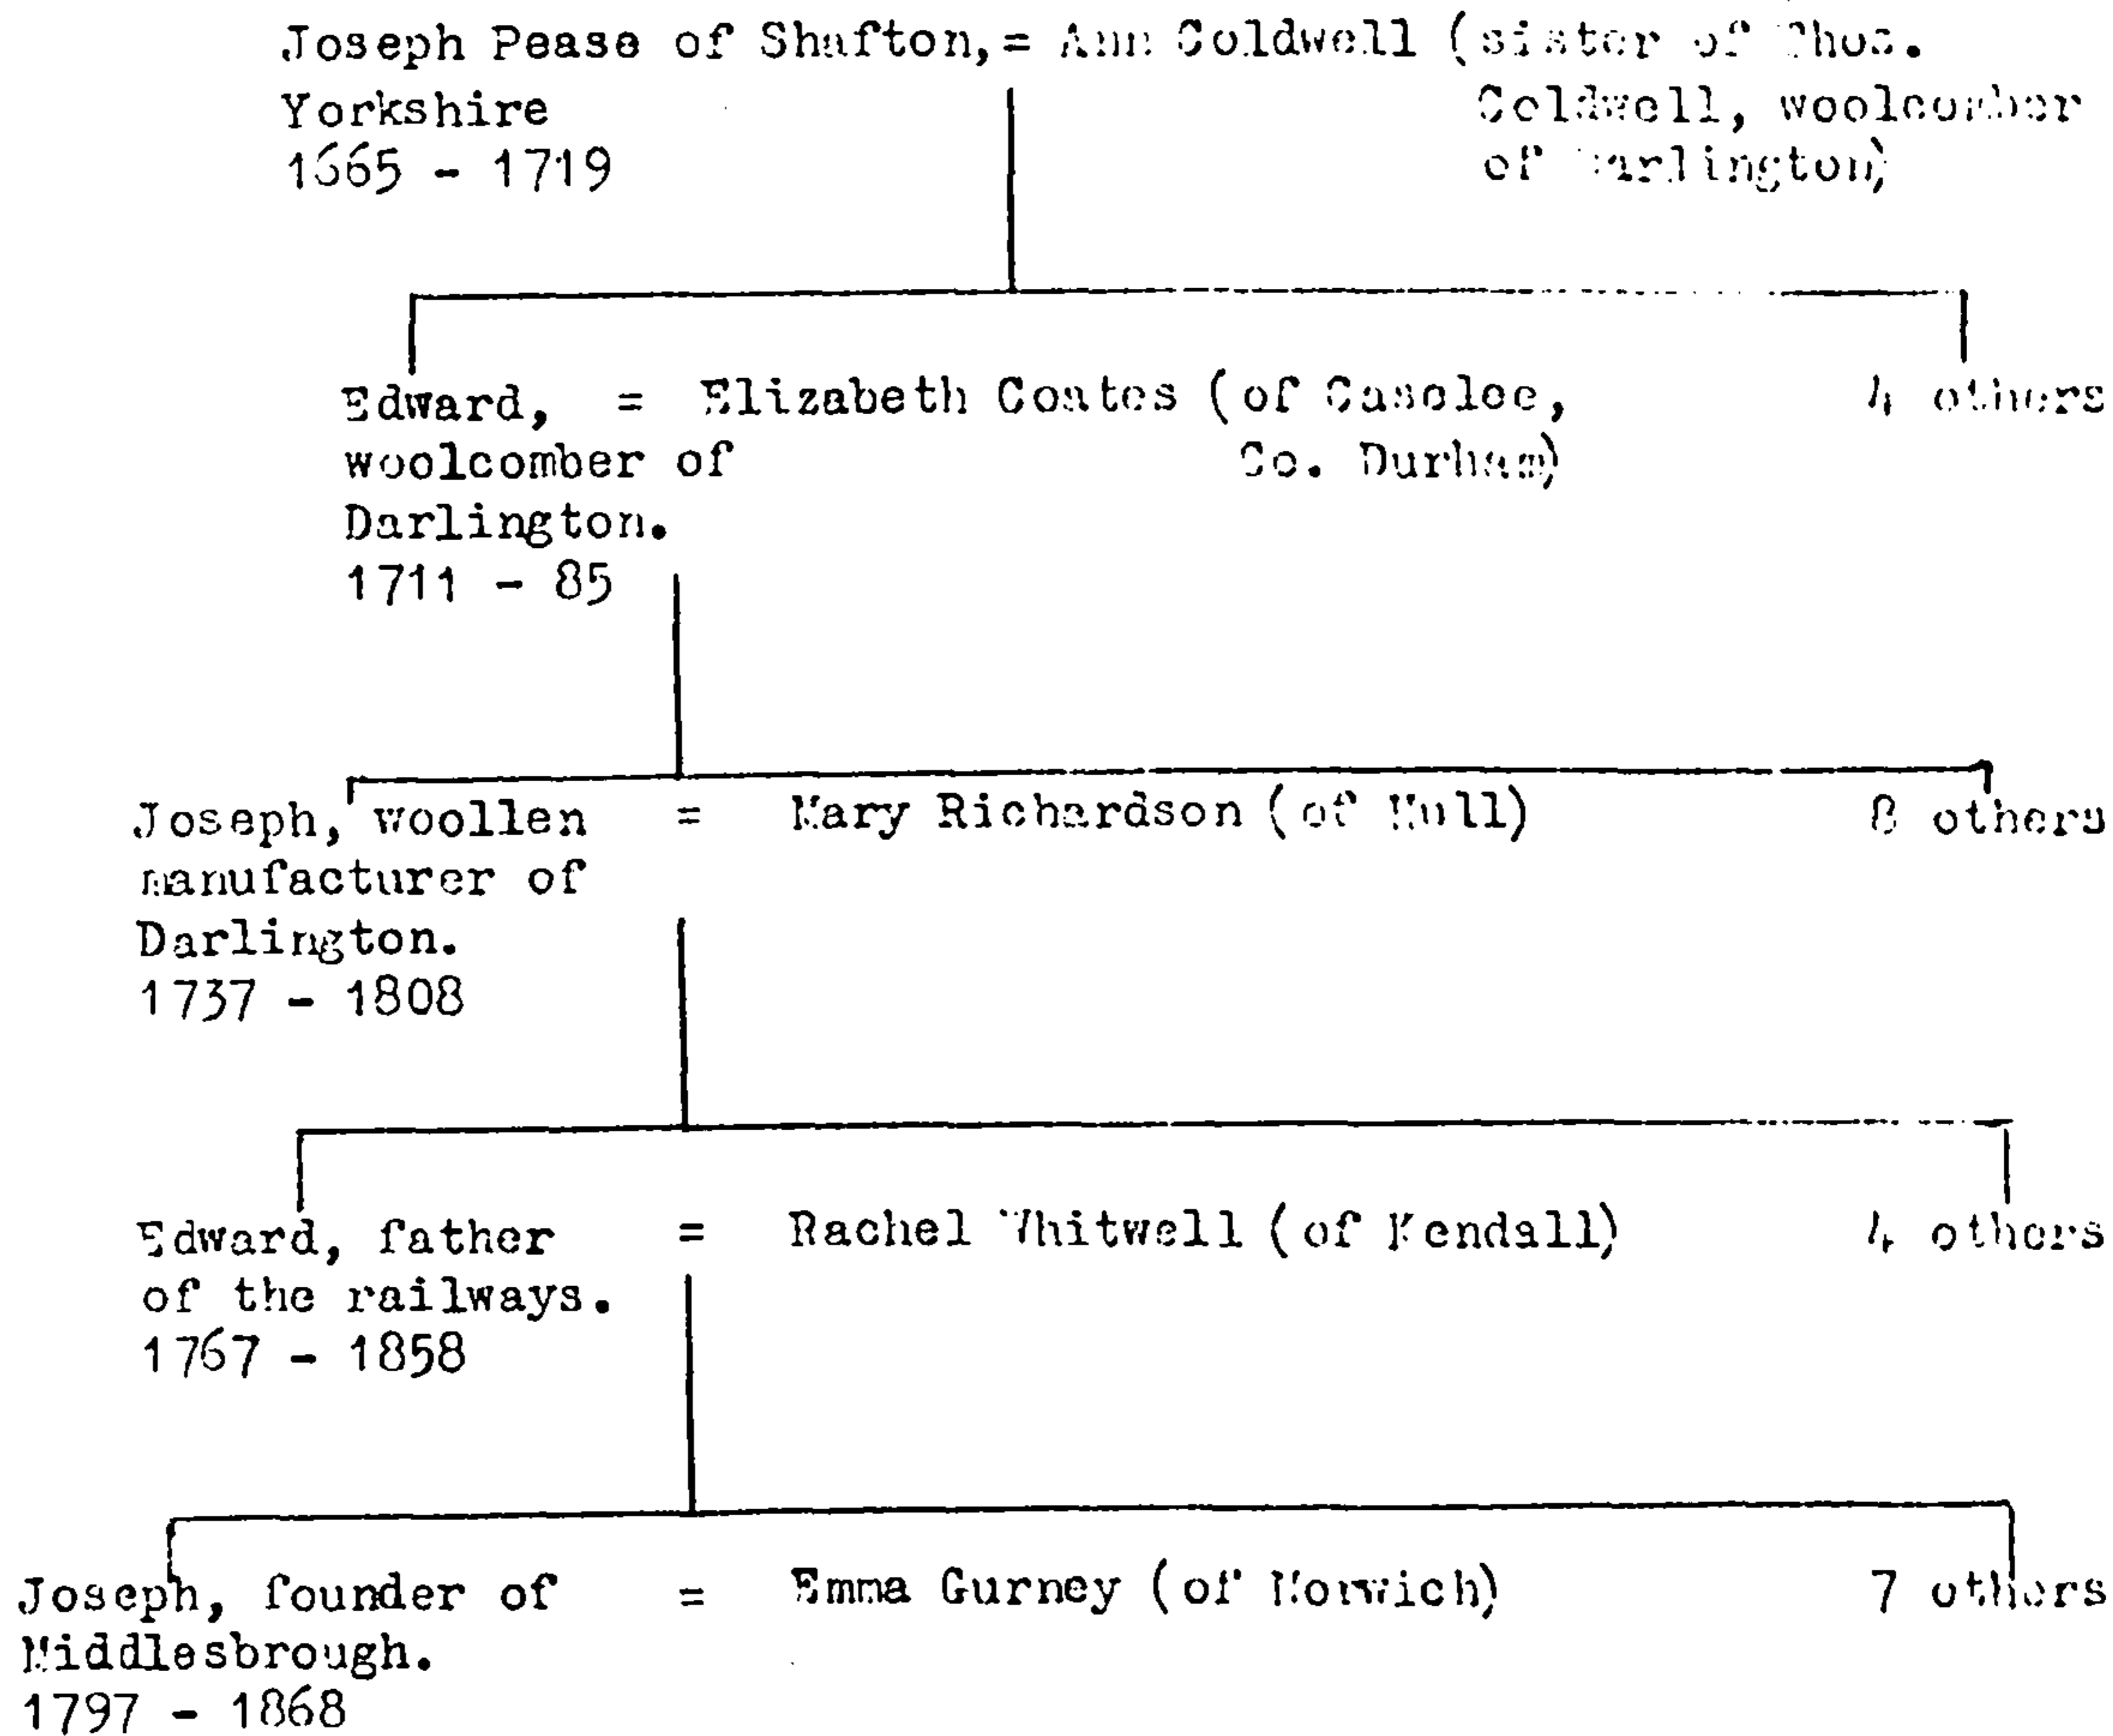 Joseph Pease of Shafton, = Ann Coldwell (sister of Thos.
Yorkshire Coldwell, woolcomber
1665 - 1719 of Darlington)
Edward, = Elizabeth Coates (of Caselee, 4 others
woolcomber of Co. Durham)
Darlington.
1711 - 85
Joseph, woollen = Mary Richardson (of Hull) 8 others
manufacturer of
Darlington.
1737 - 1808
Edward, father = Rachel Whitwell (of Kendall) 4 others
of the railways.
1767 - 1858
Joseph, founder of = Emma Gurney (of Norwich) 7 others
Middlesbrough.
1797 - 1868